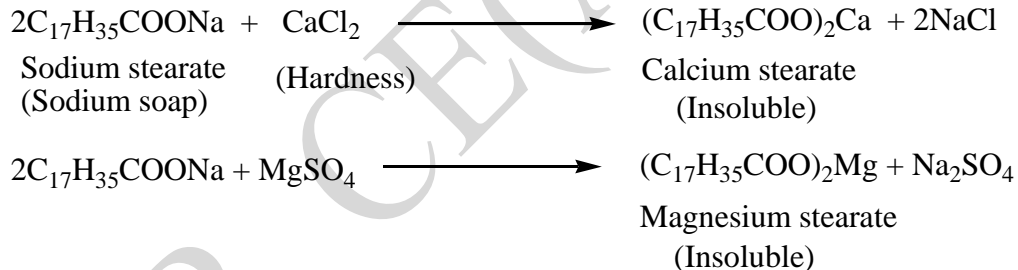 2C₁₇H₃₅COONa + CaCl₂ ⟶ (C₁₇H₃₅COO)₂Ca + 2NaCl
Sodium stearate (Hardness) Calcium stearate
(Sodium soap) (Insoluble)
2C₁₇H₃₅COONa + MgSO₄ ⟶ (C₁₇H₃₅COO)₂Mg + Na₂SO₄
Magnesium stearate
(Insoluble)